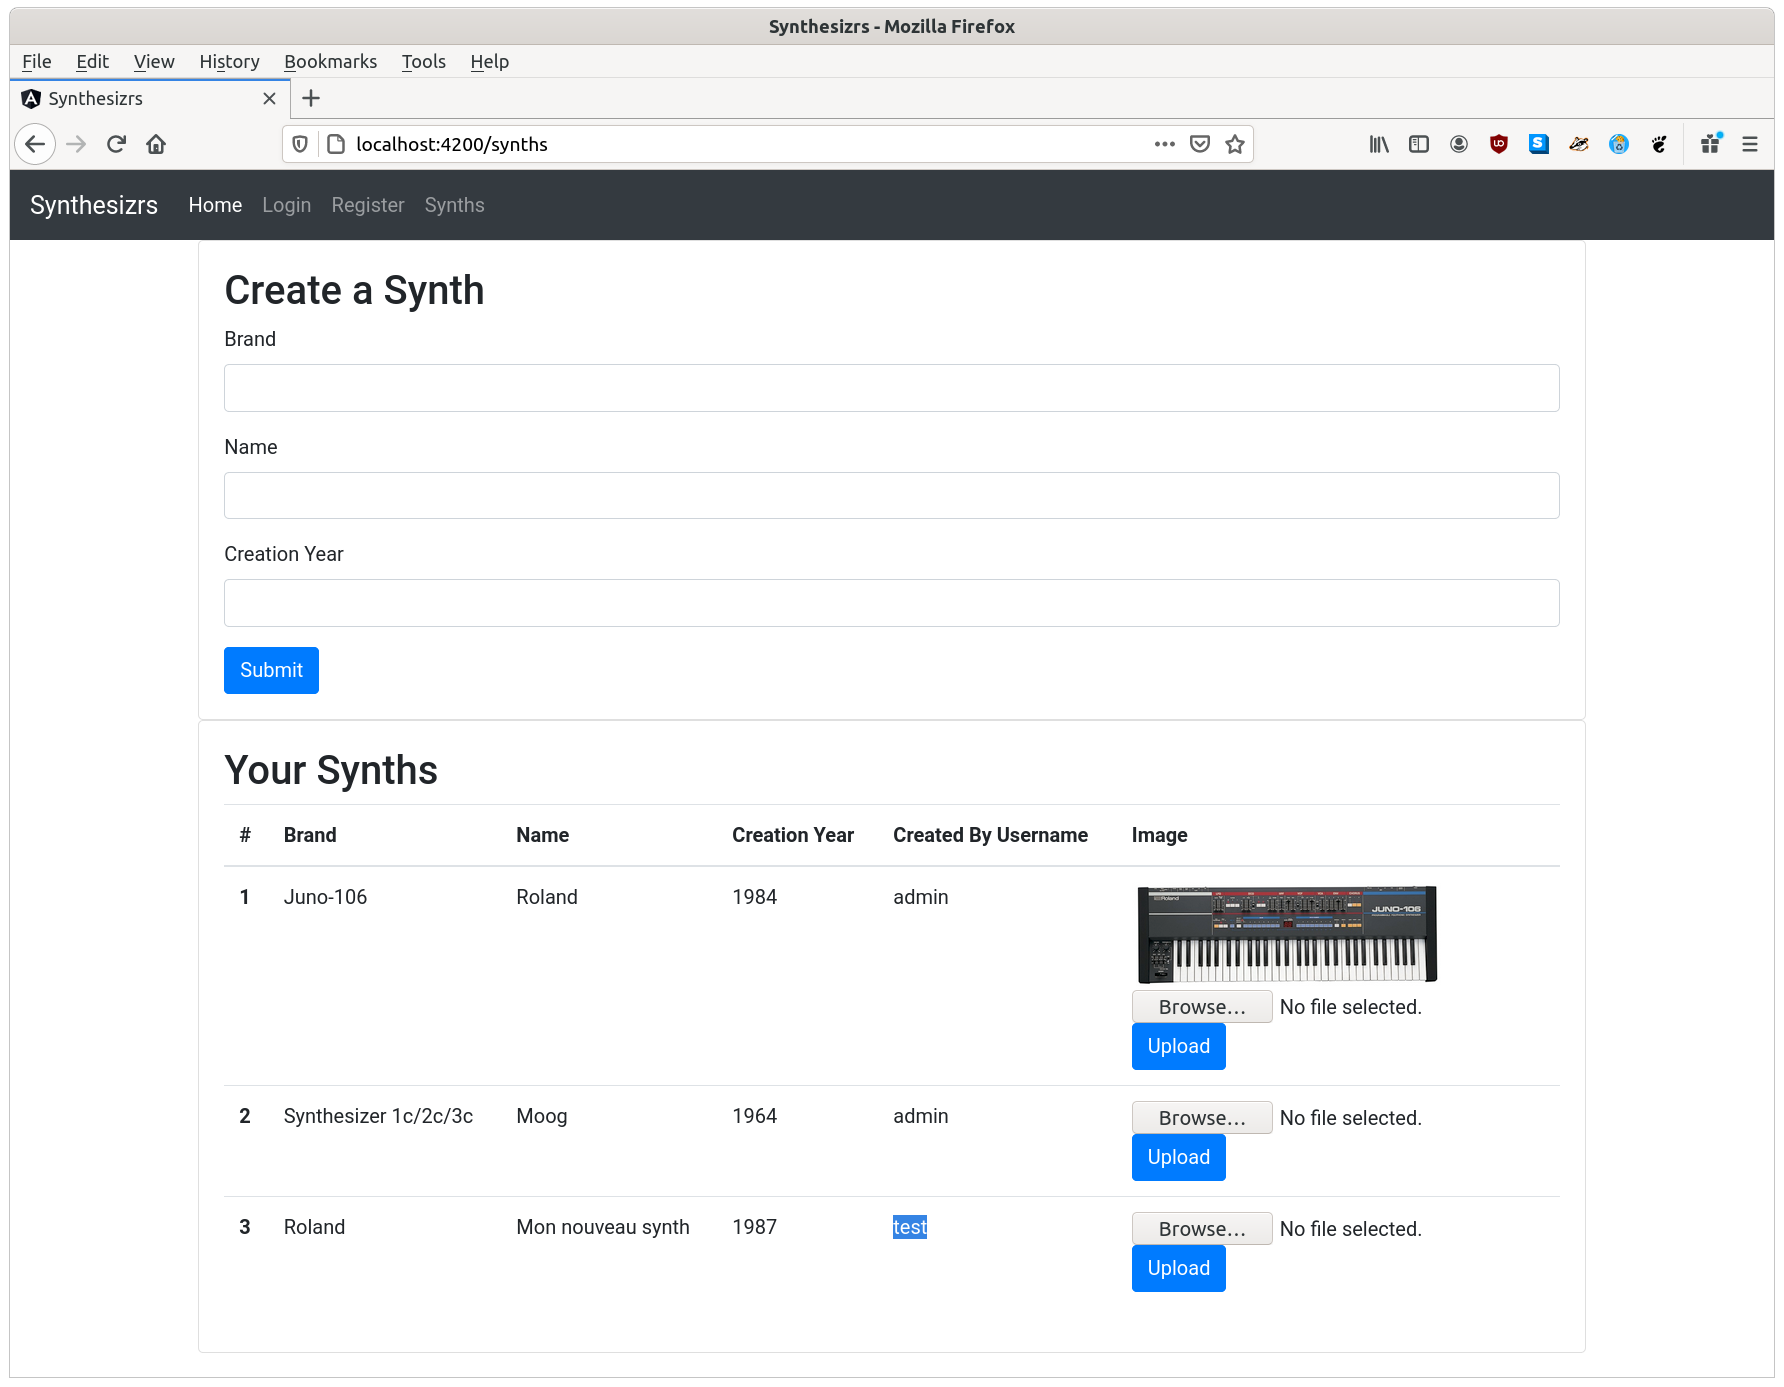 Synthesizrs - Mozilla Firefox
File Edit View History Bookmarks Tools Help
Synthesizrs
localhost:4200/synths
Synthesizrs Home Login Register Synths
Create a Synth
Brand
Name
Creation Year
Submit
Your Synths
# Brand Name Creation Year Created By Username Image
1 Juno-106 Roland 1984 admin
Roland
JUNO-106
Browse... No file selected.
Upload
2 Synthesizer 1c/2c/3c Moog 1964 admin Browse... No file selected.
Upload
3 Roland Mon nouveau synth 1987 test Browse... No file selected.
Upload